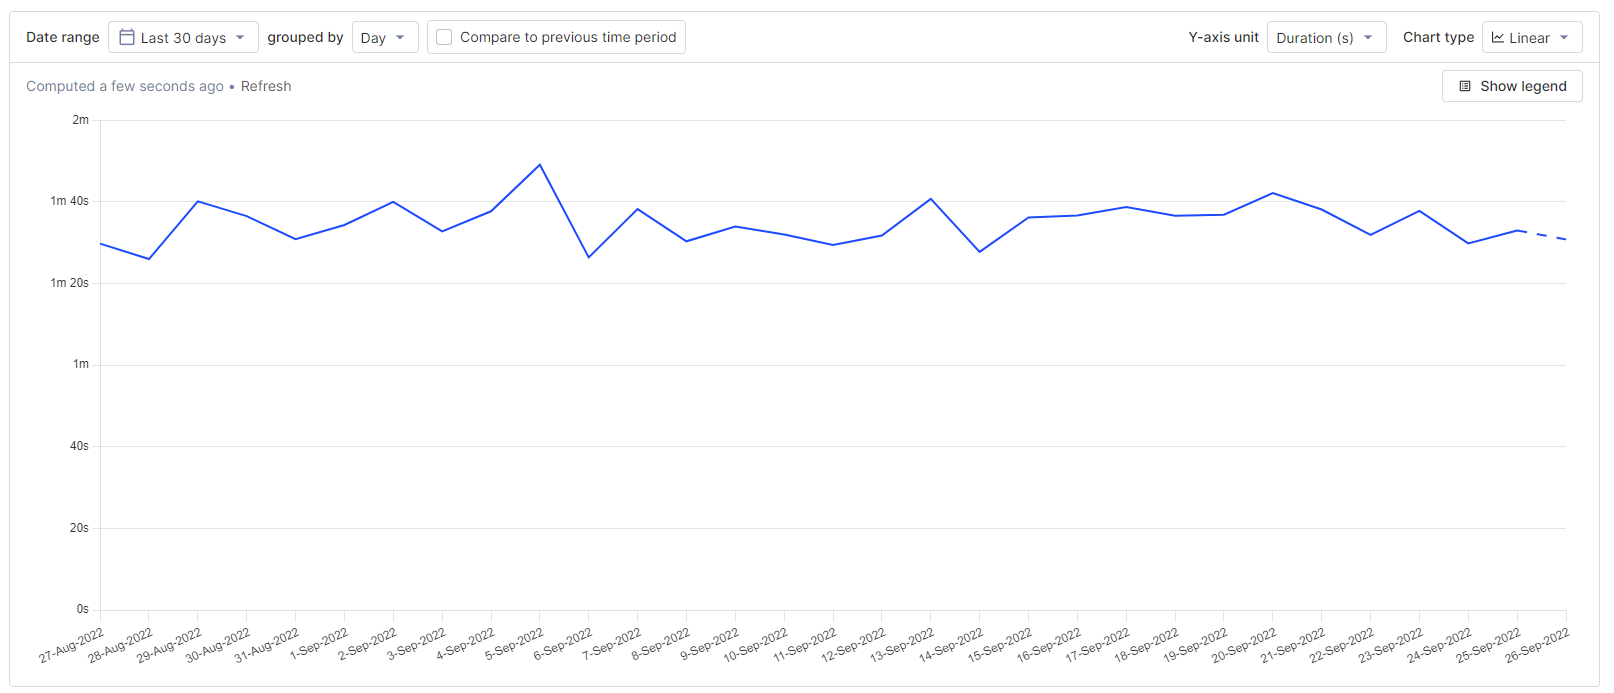 Date range Last 30 days grouped by Day Compare to previous time period Y-axis unit Duration (s) Chart type Linear
Computed a few seconds ago • Refresh Show legend
2m
1m 40s
1m 20s
1m
40s
20s
0s
27-Aug-2022 28-Aug-2022 29-Aug-2022 30-Aug-2022 31-Aug-2022 1-Sep-2022 2-Sep-2022 3-Sep-2022 4-Sep-2022 5-Sep-2022 6-Sep-2022 7-Sep-2022 8-Sep-2022 9-Sep-2022 10-Sep-2022 11-Sep-2022 12-Sep-2022 13-Sep-2022 14-Sep-2022 15-Sep-2022 16-Sep-2022 17-Sep-2022 18-Sep-2022 19-Sep-2022 20-Sep-2022 21-Sep-2022 22-Sep-2022 23-Sep-2022 24-Sep-2022 25-Sep-2022 26-Sep-2022